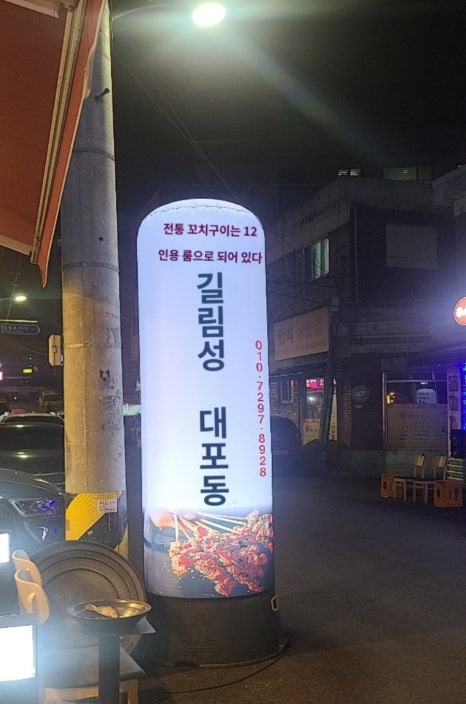 전통 꼬치구이는 12
인용 룸으로 되어 있다
길림성 대포동
010·7297·8928